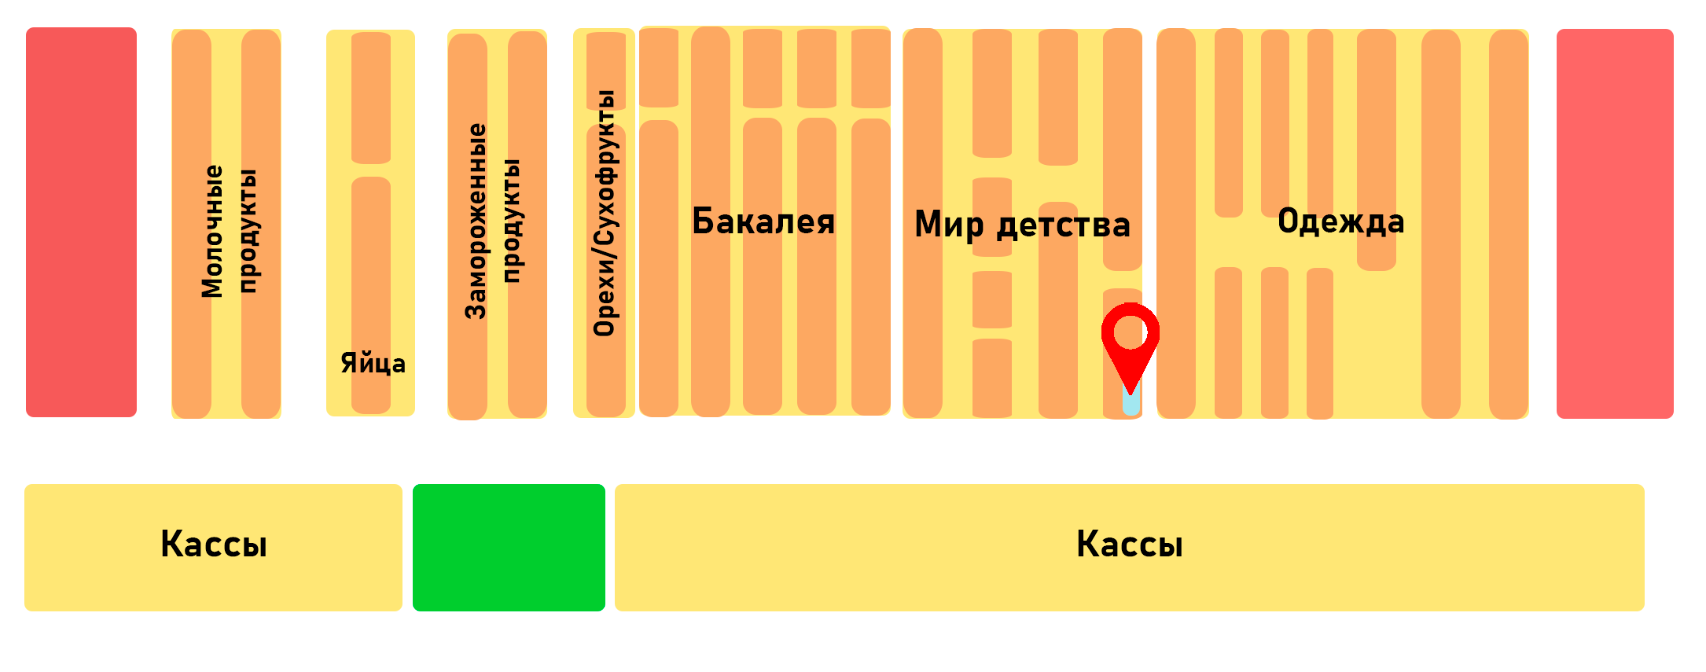 Молочные
продукты
Яйца
Замороженные
продукты
Орехи/Сухофрукты
Бакалея
Мир детства
Одежда
Кассы
Кассы